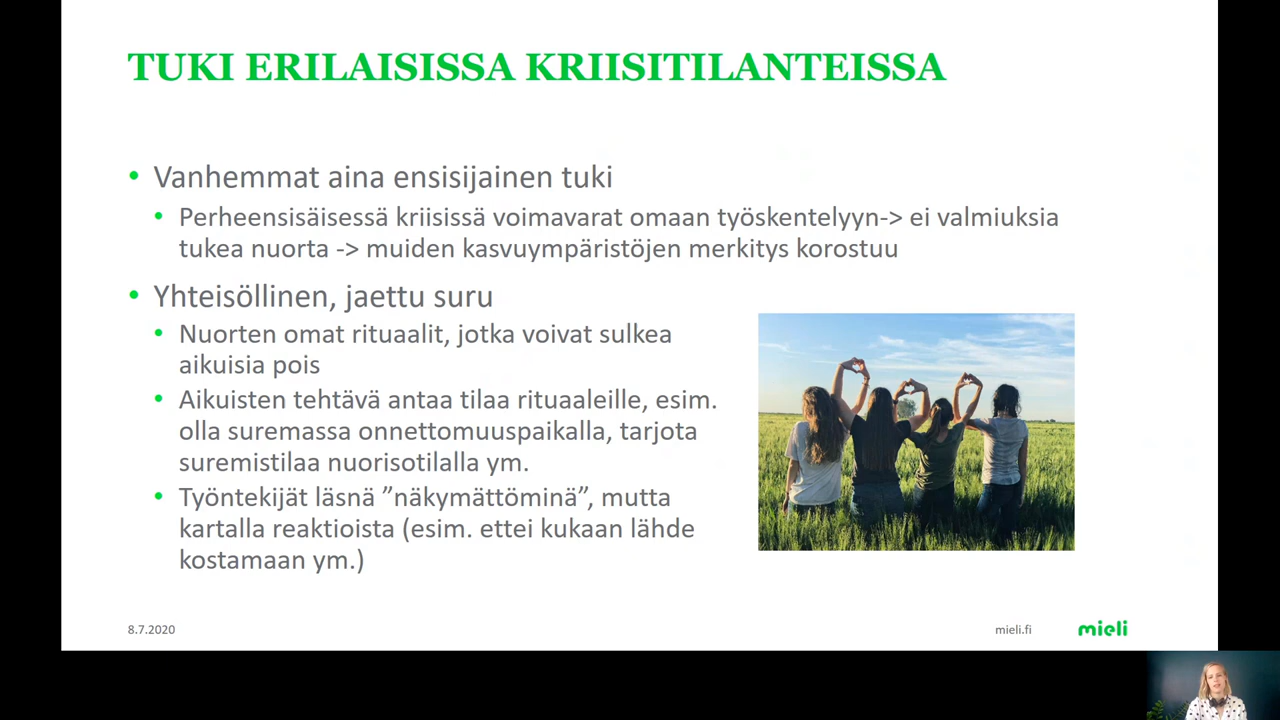 TUKI ERILAISISSA KRIISITILANTEISSA
• Vanhemmat aina ensisijainen tuki
• Perheensisäisessä kriisissä voimavarat omaan työskentelyyn-> ei valmiuksia
tukea nuorta -> muiden kasvuympäristöjen merkitys korostuu
• Yhteisöllinen, jaettu suru
• Nuorten omat rituaalit, jotka voivat sulkea
aikuisia pois
• Aikuisten tehtävä antaa tilaa rituaaleille, esim.
olla suremassa onnettomuuspaikalla, tarjota
suremistilaa nuorisotilalla ym.
• Työntekijät läsnä ”näkymättöminä”, mutta
kartalla reaktioista (esim. ettei kukaan lähde
kostamaan ym.)
8.7.2020
mieli.fi
mieli